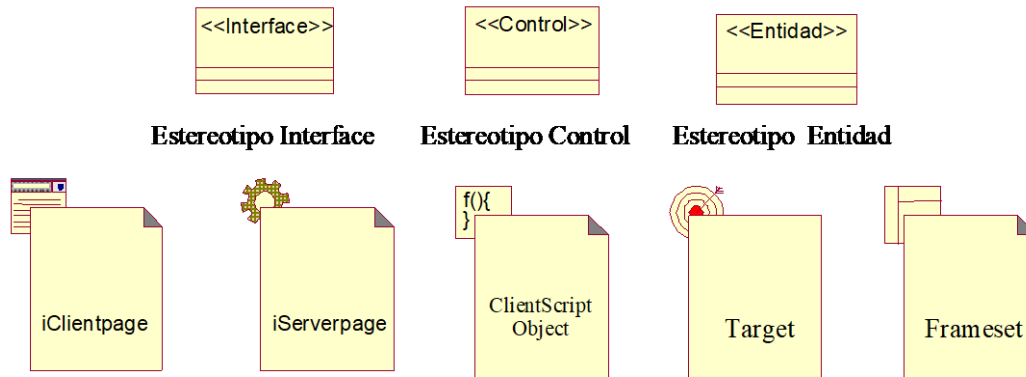 <<Interface>> <<Control>> <<Entidad>>
Estereotipo Interface Estereotipo Control Estereotipo Entidad
f(){
}
iClientpage iServerpage ClientScript
Object Target Frameset